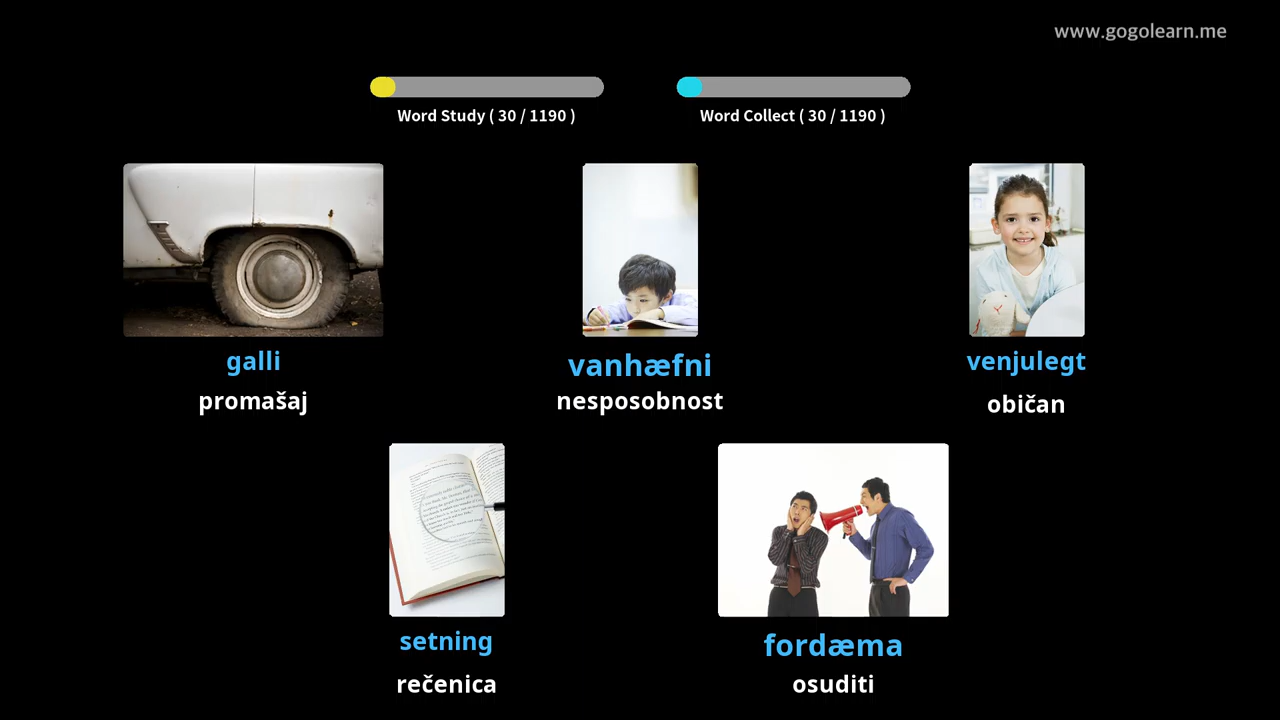 www.gogolearn.me
Word Study ( 30 / 1190 )
Word Collect ( 30 / 1190 )
galli
promašaj
vanhæfni
nesposobnost
venjulegt
običan
setning
rečenica
fordæma
osuditi